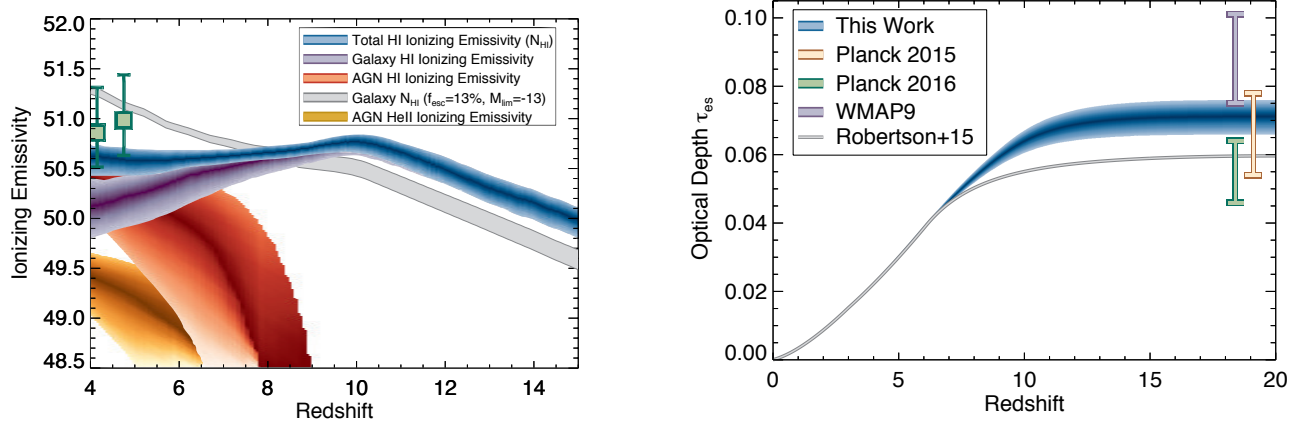 52.0
51.5
51.0
50.5
50.0
49.5
49.0
48.5
Ionizing Emissivity
Total HI Ionizing Emissivity (N_HI)
Galaxy HI Ionizing Emissivity
AGN HI Ionizing Emissivity
Galaxy N_HI (f_esc=13%, M_lim=-13)
AGN HeII Ionizing Emissivity
4 6 8 10 12 14
Redshift
0.10
0.08
0.06
0.04
0.02
0.00
Optical Depth τ_es
This Work
Planck 2015
Planck 2016
WMAP9
Robertson+15
0 5 10 15 20
Redshift